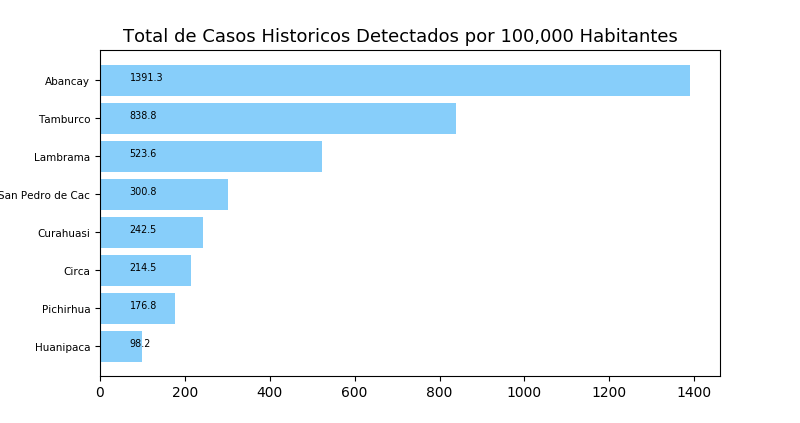 Total de Casos Historicos Detectados por 100,000 Habitantes
Abancay 1391.3
Tamburco 838.8
Lambrama 523.6
San Pedro de Cac 300.8
Curahuasi 242.5
Circa 214.5
Pichirhua 176.8
Huanipaca 98.2
0 200 400 600 800 1000 1200 1400